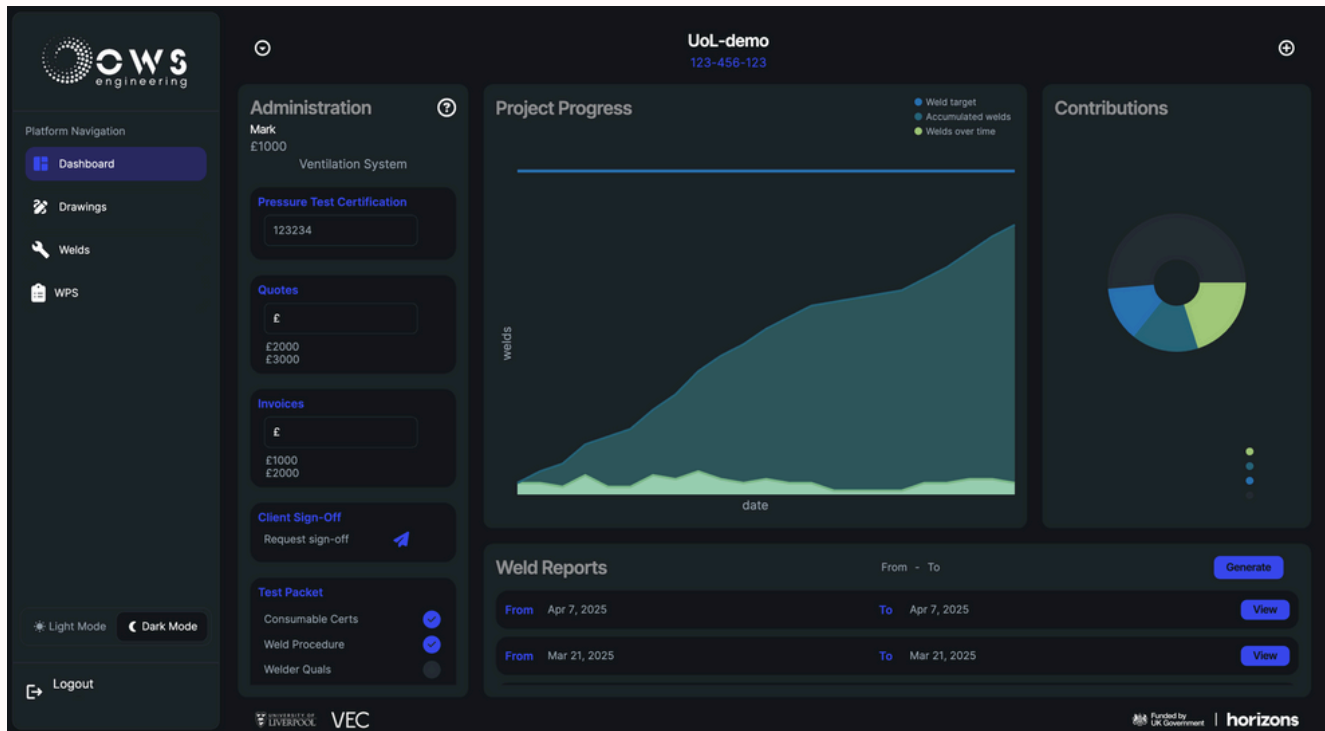 OWS
engineering
Platform Navigation
Dashboard
Drawings
Welds
WPS
Light Mode
Dark Mode
Logout
UoL-demo
123-456-123
Administration
Mark
£1000
Ventilation System
Pressure Test Certification
123234
Quotes
£
£2000
£3000
Invoices
£
£1000
£2000
Client Sign-Off
Request sign-off
Test Packet
Consumable Certs
Weld Procedure
Welder Quals
Project Progress
Weld target
Accumulated welds
Welds over time
welds
date
Contributions
Weld Reports
From - To
Generate
From Apr 7, 2025 To Apr 7, 2025 View
From Mar 21, 2025 To Mar 21, 2025 View
UNIVERSITY OF
LIVERPOOL
VEC
Funded by
UK Government
horizons